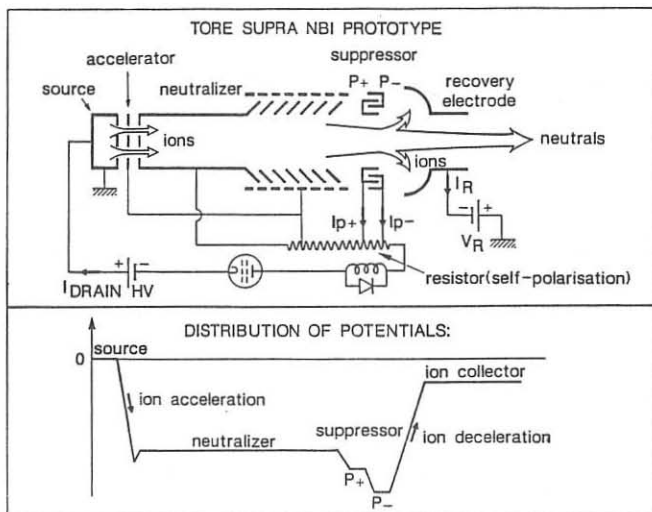 TORE SUPRA NBI PROTOTYPE
accelerator
suppressor
source
neutralizer
P+ P-
recovery
electrode
ions
neutrals
ions
IR
Ip+ Ip-
- +
VR
+ -
IDRAIN HV
resistor(self-polarisation)
DISTRIBUTION OF POTENTIALS:
0
source
ion collector
ion acceleration
neutralizer
suppressor
ion deceleration
P+
P-